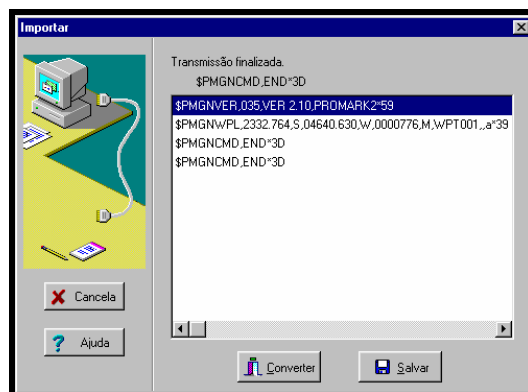 Importar
Transmissão finalizada.
$PMGNCMD,END*3D
$PMGNVER,035,VER 2.10,PROMARK2*59
$PMGNWPL,2332.764,S,04640.630,W,0000776,M,WPT001,,a*39
$PMGNCMD,END*3D
$PMGNCMD,END*3D
Cancela
Ajuda
Converter
Salvar